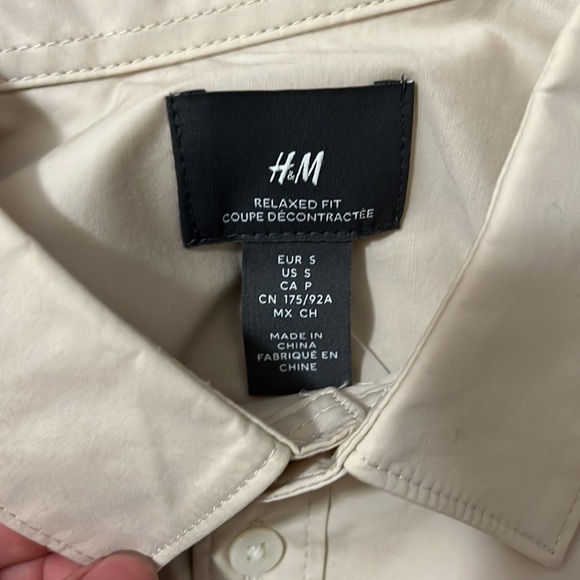 H&M
RELAXED FIT
COUPE DÉCONTRACTÉE
EUR S
US S
CA P
CN 175/92A
MX CH
MADE IN
CHINA
FABRIQUÉ EN
CHINE